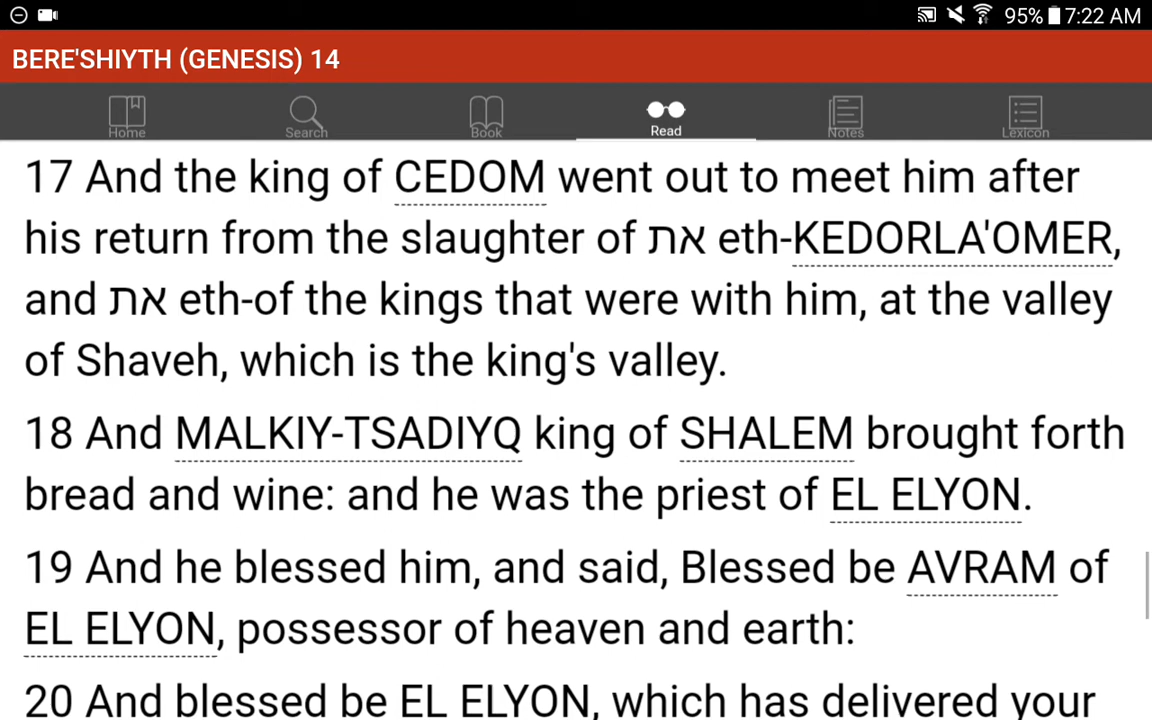 95% 7:22 AM
BERE'SHIYTH (GENESIS) 14
Home Search Book Read Notes Lexicon
17 And the king of CEDOM went out to meet him after
his return from the slaughter of את eth-KEDORLA'OMER,
and את eth-of the kings that were with him, at the valley
of Shaveh, which is the king's valley.
18 And MALKIY-TSADIYQ king of SHALEM brought forth
bread and wine: and he was the priest of EL ELYON.
19 And he blessed him, and said, Blessed be AVRAM of
EL ELYON, possessor of heaven and earth:
20 And blessed be EL ELYON, which has delivered your